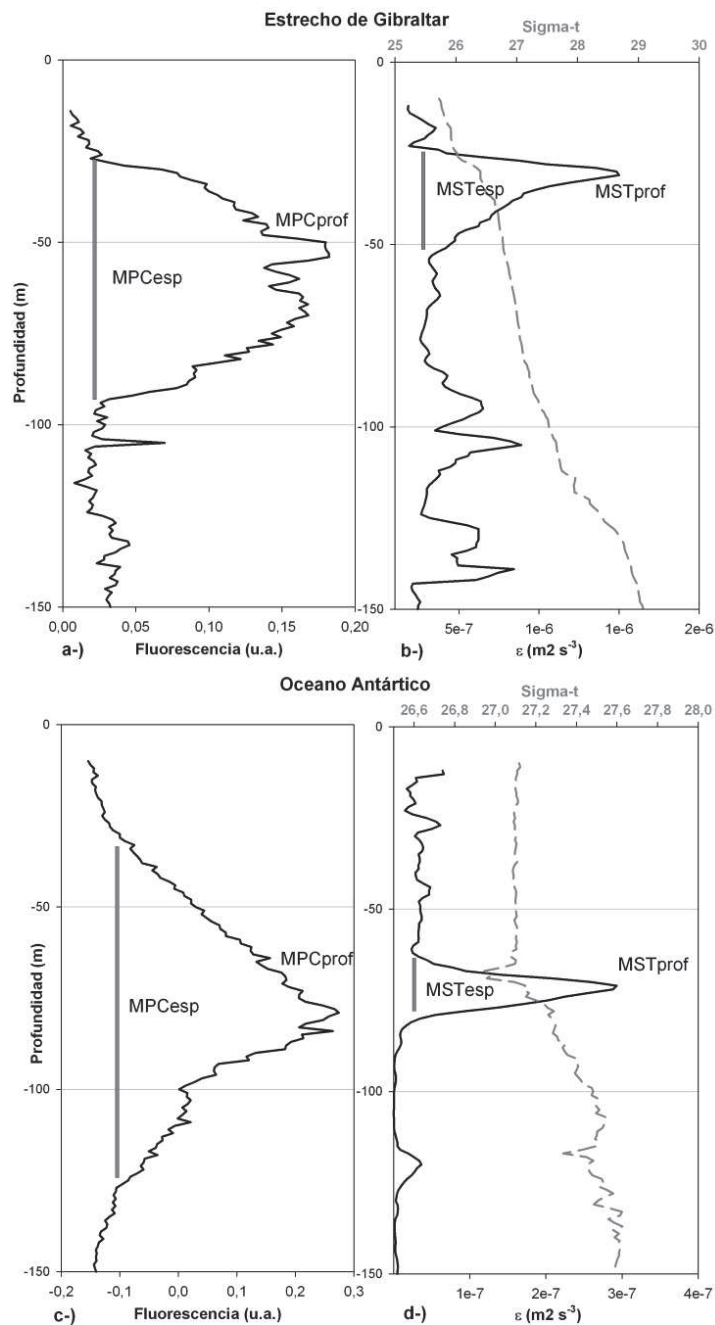 Estrecho de Gibraltar
Sigma-t
25 26 27 28 29 30
0
0
MPCprof
MSTesp
MSTprof
-50
-50
MPCesp
Profundidad (m)
-100
-100
-150
-150
0,00 0,05 0,10 0,15 0,20
5e-7 1e-6 1e-6 2e-6
a-) Fluorescencia (u.a.)
b-) ε (m2 s-3)
Oceano Antártico
Sigma-t
26,6 26,8 27,0 27,2 27,4 27,6 27,8 28,0
0
0
-50
-50
MPCprof
MSTprof
MPCesp
MSTesp
Profundidad (m)
-100
-100
-150
-150
-0,2 -0,1 0,0 0,1 0,2 0,3
1e-7 2e-7 3e-7 4e-7
c-) Fluorescencia (u.a.)
d-) ε (m2 s-3)